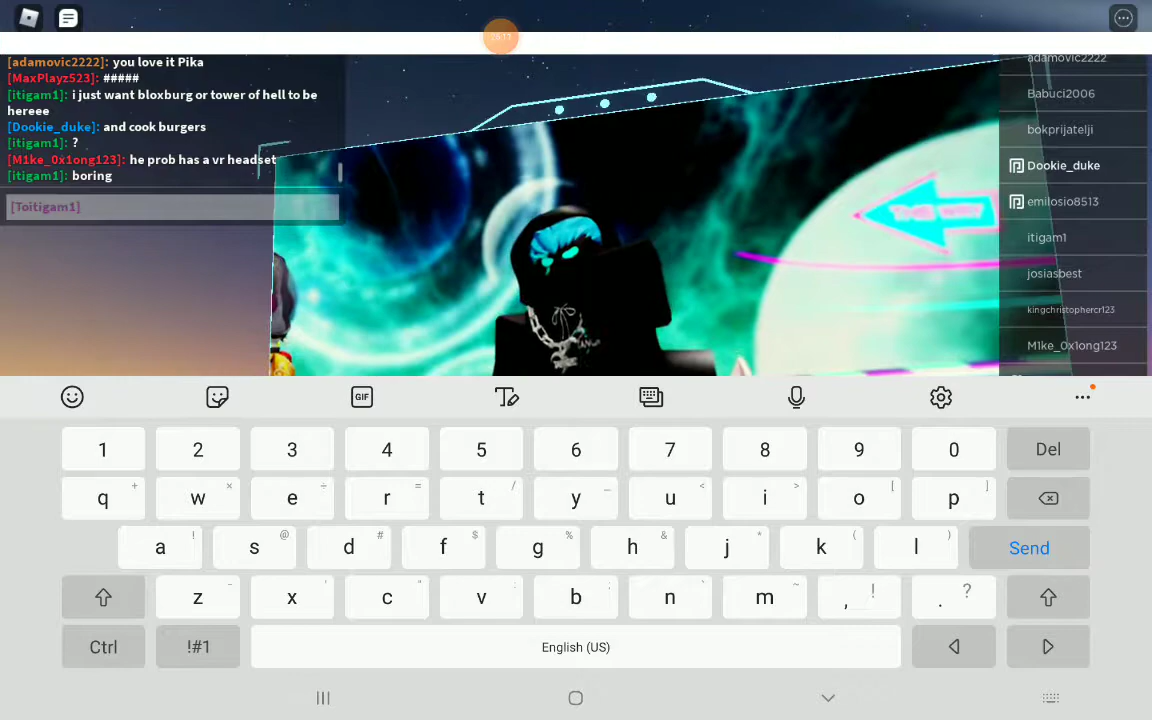 [adamovic2222]: you love it Pika
[MaxPlayz523]: #####
[itigam1]: i just want bloxburg or tower of hell to be
hereee
[Dookie_duke]: and cook burgers
[itigam1]: ?
[M1ke_0x1ong123]: he prob has a vr headset
[itigam1]: boring
[Toitigam1]
adamovic2222
Babuci2006
bokprijatelji
Dookie_duke
emilosio8513
itigam1
josiasbest
kingchristophercr123
M1ke_0x1ong123
GIF
1 2 3 4 5 6 7 8 9 0 Del
q + w × e ÷ r = t / y _ u < i > o [ p ]
a ! s @ d # f $ g % h & j * k ( l ) Send
z - x ' c " v : b ; n ` m ~ , ! . ?
Ctrl !#1 English (US)